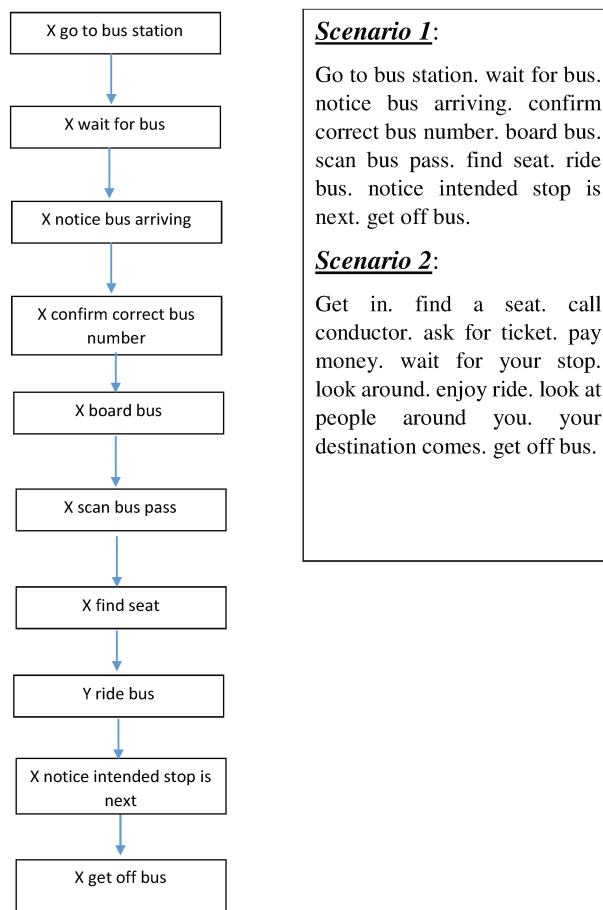 X go to bus station
X wait for bus
X notice bus arriving
X confirm correct bus
number
X board bus
X scan bus pass
X find seat
Y ride bus
X notice intended stop is
next
X get off bus
Scenario 1:
Go to bus station. wait for bus.
notice bus arriving. confirm
correct bus number. board bus.
scan bus pass. find seat. ride
bus. notice intended stop is
next. get off bus.
Scenario 2:
Get in. find a seat. call
conductor. ask for ticket. pay
money. wait for your stop.
look around. enjoy ride. look at
people around you. your
destination comes. get off bus.